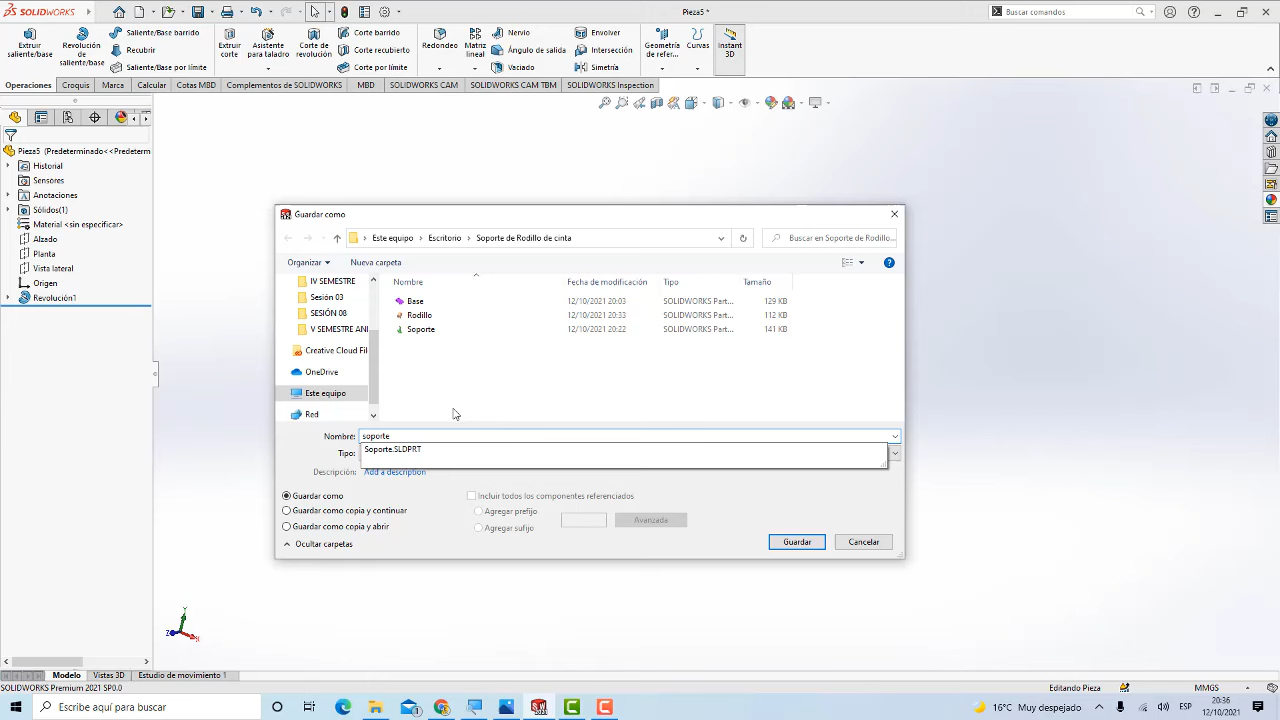 SOLIDWORKS
Pieza5 *
Buscar comandos
Extruir saliente/base
Revolución de saliente/base
Saliente/Base barrido
Recubrir
Saliente/Base por límite
Extruir corte
Asistente para taladro
Corte de revolución
Corte barrido
Corte recubierto
Corte por límite
Redondeo
Matriz lineal
Nervio
Ángulo de salida
Vaciado
Envolver
Intersección
Simetría
Geometría de refer...
Curvas
Instant 3D
Operaciones
Croquis
Marca
Calcular
Cotas MBD
Complementos de SOLIDWORKS
MBD
SOLIDWORKS CAM
SOLIDWORKS CAM TBM
SOLIDWORKS Inspection
Pieza5 (Predeterminado<<Predeterm
Historial
Sensores
Anotaciones
Sólidos(1)
Material <sin especificar>
Alzado
Planta
Vista lateral
Origen
Revolución1
Guardar como
Este equipo > Escritorio > Soporte de Rodillo de cinta
Buscar en Soporte de Rodillo...
Organizar
Nueva carpeta
IV SEMESTRE
Sesión 03
SESIÓN 08
V SEMESTRE ANI
Creative Cloud Fil
OneDrive
Este equipo
Red
Nombre Fecha de modificación Tipo Tamaño
Base 12/10/2021 20:03 SOLIDWORKS Part... 129 KB
Rodillo 12/10/2021 20:33 SOLIDWORKS Part... 112 KB
Soporte 12/10/2021 20:22 SOLIDWORKS Part... 141 KB
Nombre: soporte
Tipo: Soporte.SLDPRT
Descripción: Add a description
Guardar como
Guardar como copia y continuar
Guardar como copia y abrir
Incluir todos los componentes referenciados
Agregar prefijo
Agregar sufijo
Avanzada
Ocultar carpetas
Guardar
Cancelar
Y
Z
X
Modelo
Vistas 3D
Estudio de movimiento 1
SOLIDWORKS Premium 2021 SP0.0
Editando Pieza
MMGS
Escribe aquí para buscar
16°C Muy despejado
ESP
20:36
12/10/2021